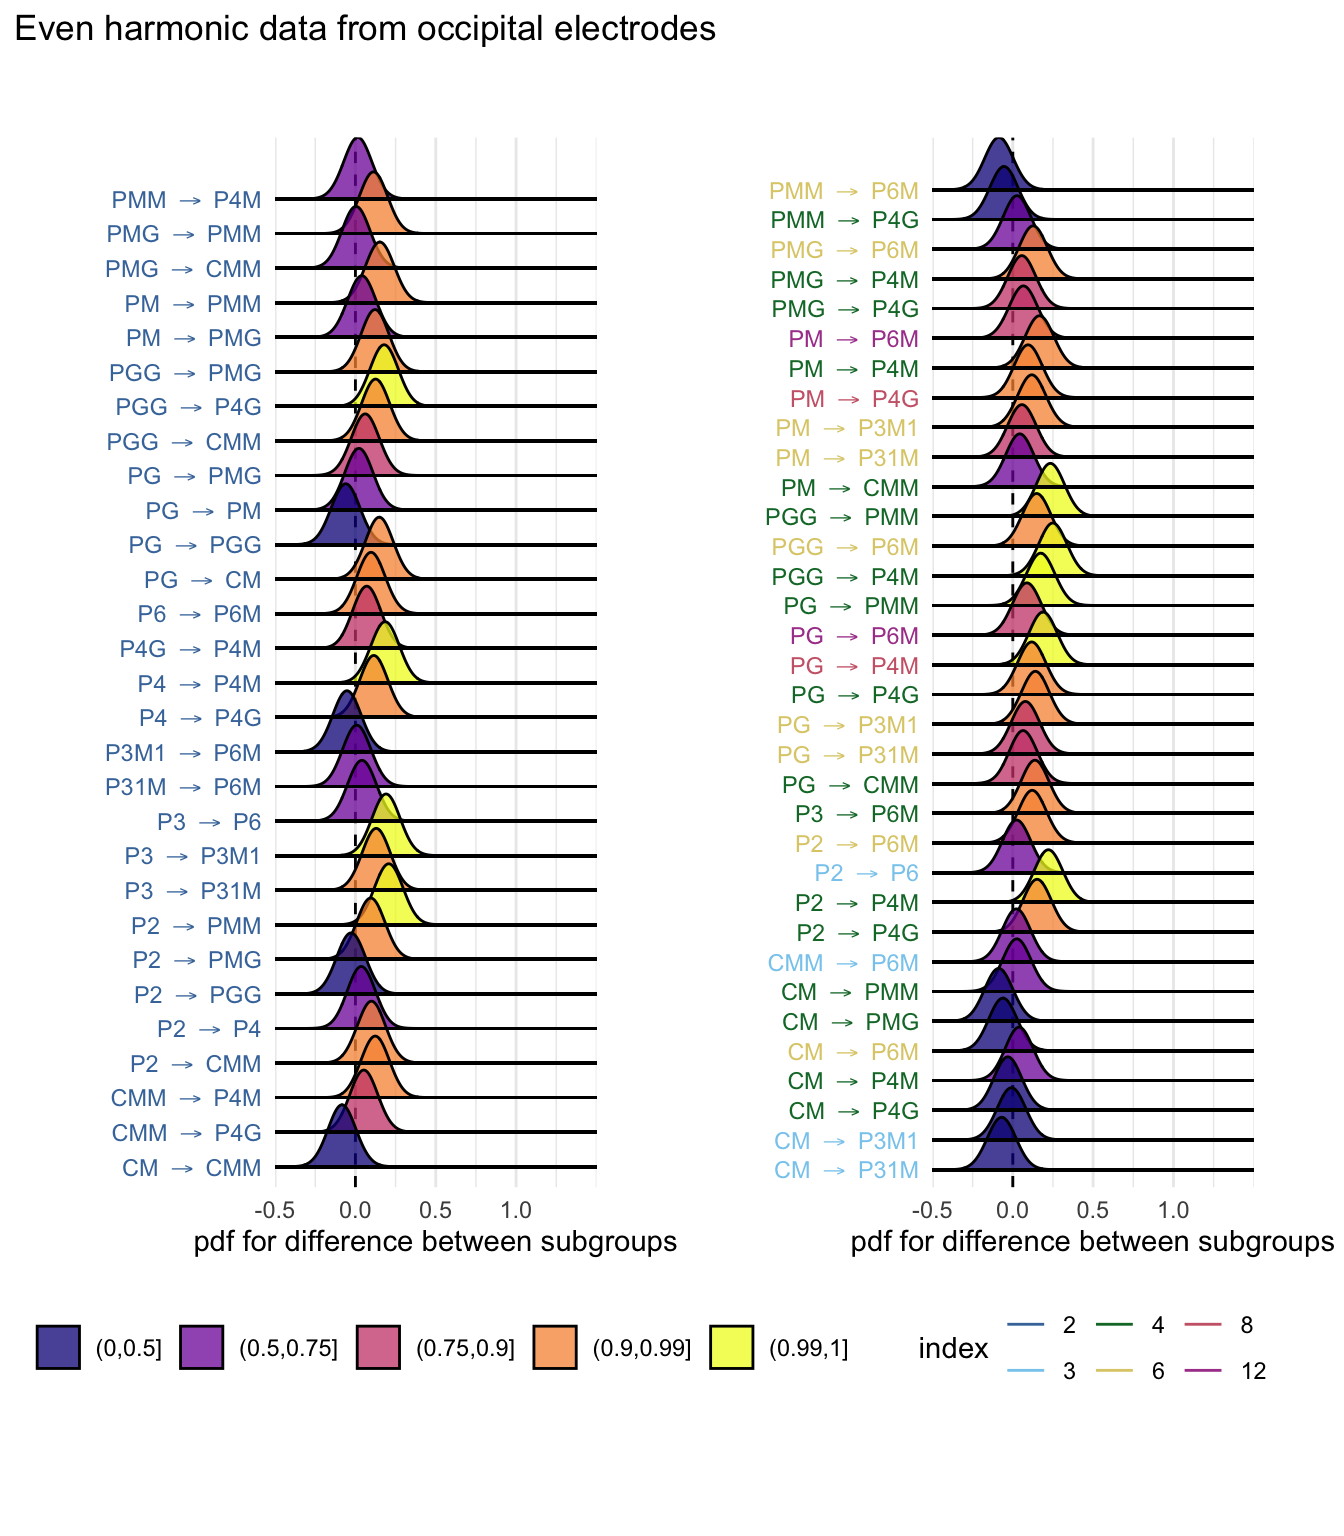 Even harmonic data from occipital electrodes
PMM → P4M
PMG → PMM
PMG → CMM
PM → PMM
PM → PMG
PGG → PMG
PGG → P4G
PGG → CMM
PG → PMG
PG → PM
PG → PGG
PG → CM
P6 → P6M
P4G → P4M
P4 → P4M
P4 → P4G
P3M1 → P6M
P31M → P6M
P3 → P6
P3 → P3M1
P3 → P31M
P2 → PMM
P2 → PMG
P2 → PGG
P2 → P4
P2 → CMM
CMM → P4M
CMM → P4G
CM → CMM
-0.5 0.0 0.5 1.0
pdf for difference between subgroups
PMM → P6M
PMM → P4G
PMG → P6M
PMG → P4M
PMG → P4G
PM → P6M
PM → P4M
PM → P4G
PM → P3M1
PM → P31M
PM → CMM
PGG → PMM
PGG → P6M
PGG → P4M
PG → PMM
PG → P6M
PG → P4M
PG → P4G
PG → P3M1
PG → P31M
PG → CMM
P3 → P6M
P2 → P6M
P2 → P6
P2 → P4M
P2 → P4G
CMM → P6M
CM → PMM
CM → PMG
CM → P6M
CM → P4M
CM → P4G
CM → P3M1
CM → P31M
-0.5 0.0 0.5 1.0
pdf for difference between subgroups
(0,0.5] (0.5,0.75] (0.75,0.9] (0.9,0.99] (0.99,1]
index
2 4 8
3 6 12